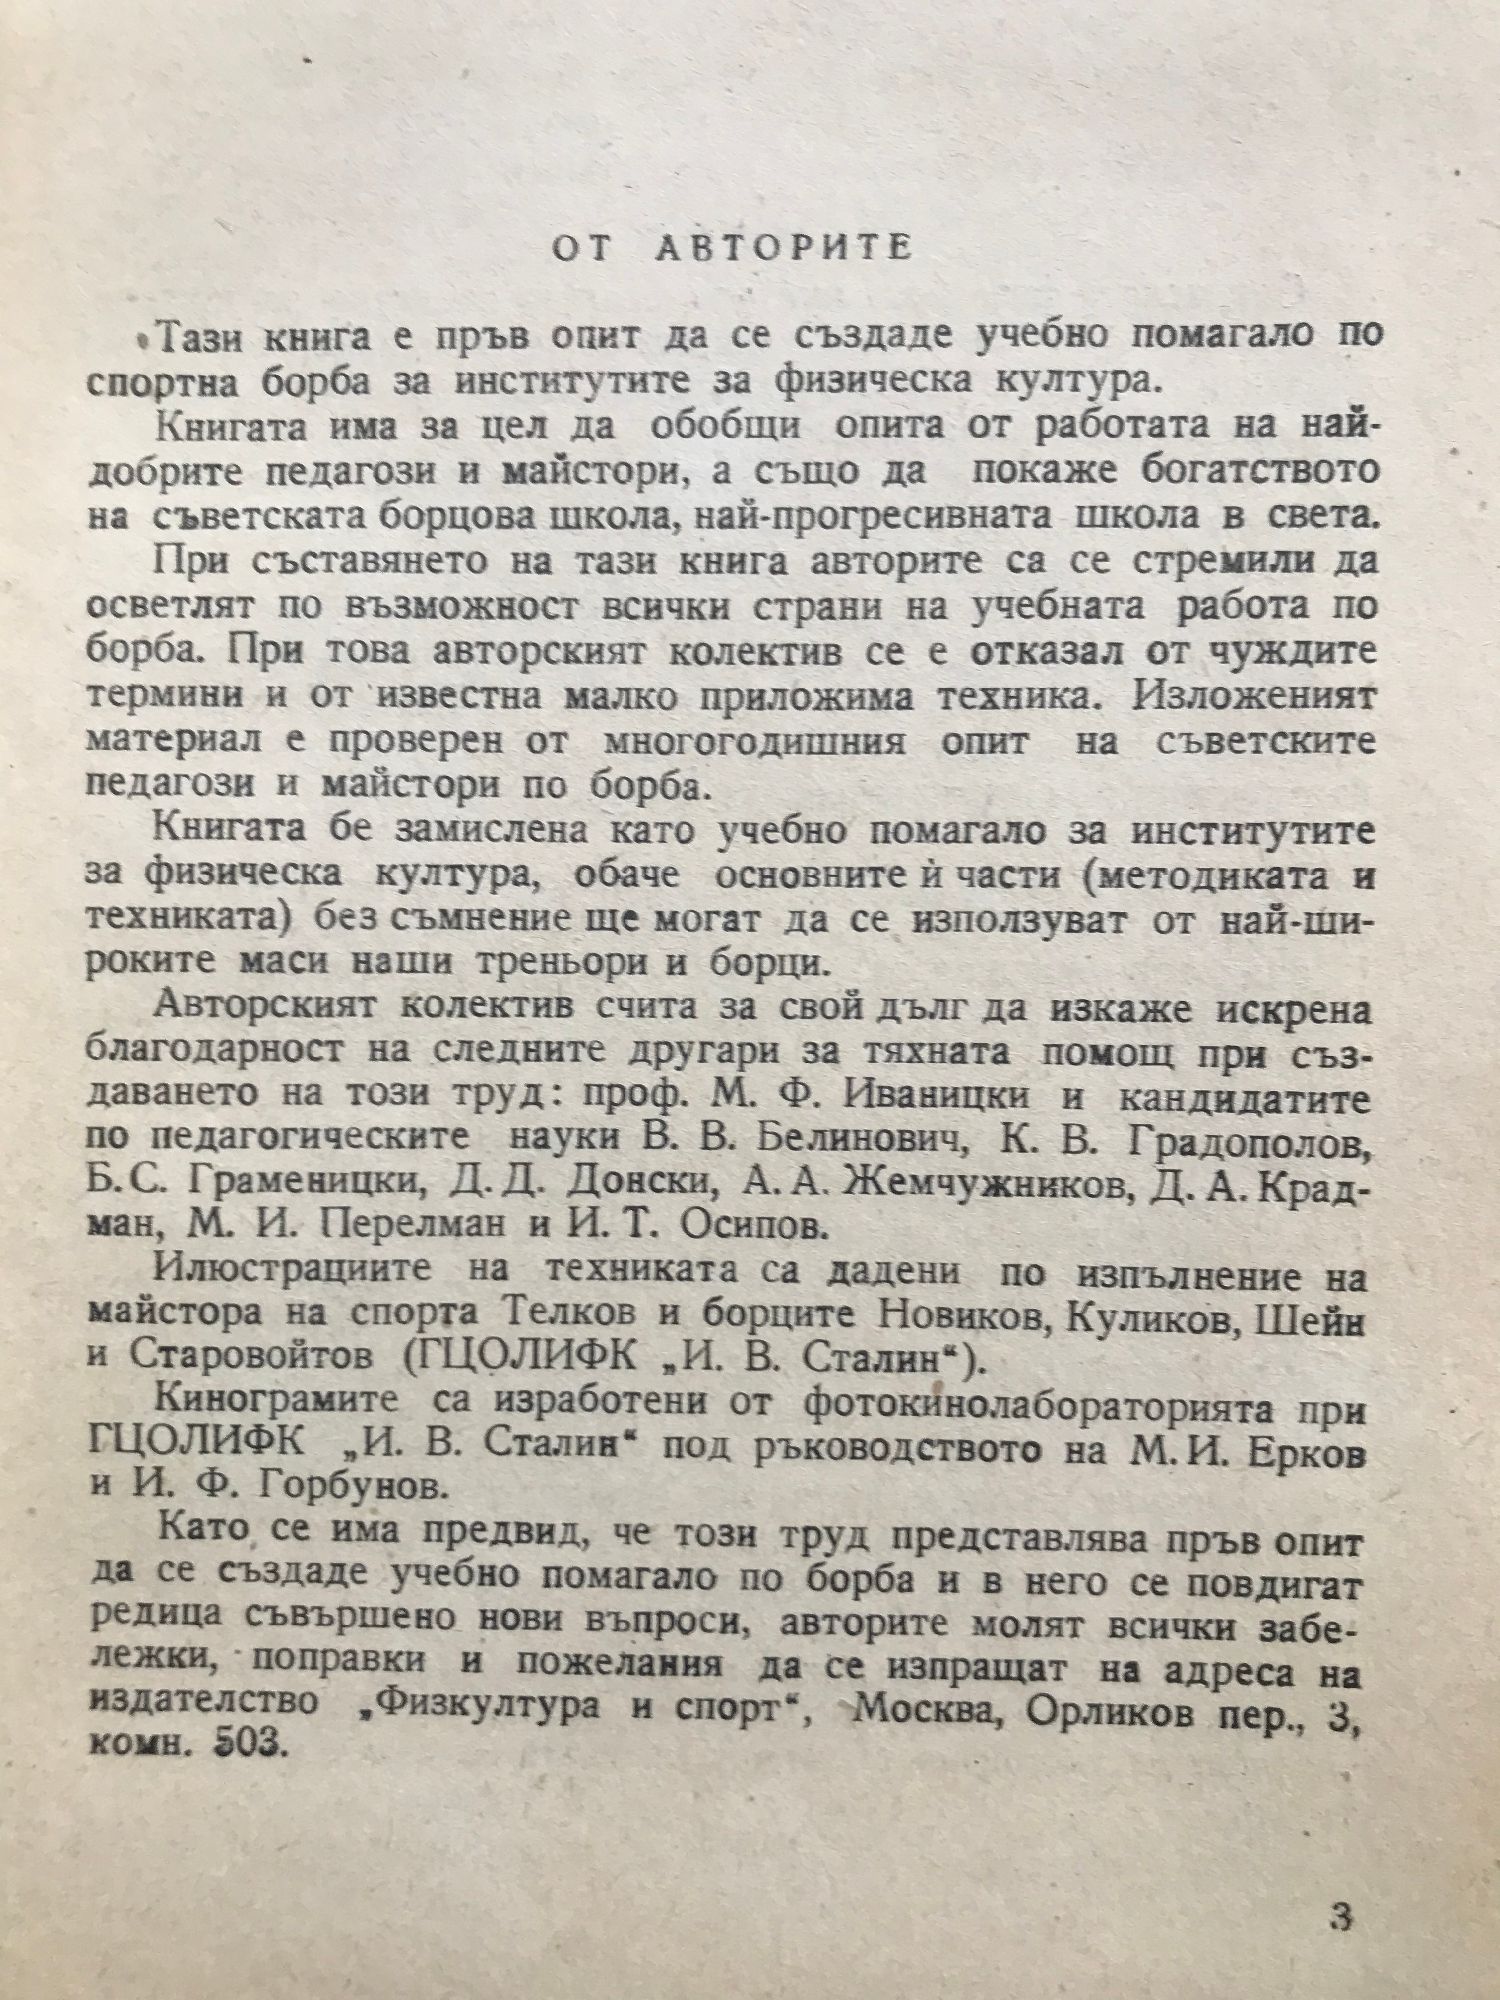 ОТ АВТОРИТЕ
Тази книга е пръв опит да се създаде учебно помагало по
спортна борба за институтите за физическа култура.
Книгата има за цел да обобщи опита от работата на най-
добрите педагози и майстори, а също да покаже богатството
на съветската борцова школа, най-прогресивната школа в света.
При съставянето на тази книга авторите са се стремили да
осветлят по възможност всички страни на учебната работа по
борба. При това авторският колектив се е отказал от чуждите
термини и от известна малко приложима техника. Изложеният
материал е проверен от многогодишния опит на съветските
педагози и майстори по борба.
Книгата бе замислена като учебно помагало за институтите
за физическа култура, обаче основните ѝ части (методиката и
техниката) без съмнение ще могат да се използуват от най-ши-
роките маси наши треньори и борци.
Авторският колектив счита за свой дълг да изкаже искрена
благодарност на следните другари за тяхната помощ при съз-
даването на този труд: проф. М. Ф. Иваницки и кандидатите
по педагогическите науки В. В. Белинович, К. В. Градополов,
Б. С. Граменицки, Д. Д. Донски, А. А. Жемчужников, Д. А. Крад-
ман, М. И. Перелман и И. Т. Осипов.
Илюстрациите на техниката са дадени по изпълнение на
майстора на спорта Телков и борците Новиков, Куликов, Шейн
и Старовойтов (ГЦОЛИФК „И. В. Сталин“).
Кинограмите са изработени от фотокинолабораторията при
ГЦОЛИФК „И. В. Сталин“ под ръководството на М. И. Ерков
и И. Ф. Горбунов.
Като се има предвид, че този труд представлява пръв опит
да се създаде учебно помагало по борба и в него се повдигат
редица съвършено нови въпроси, авторите молят всички забе-
лежки, поправки и пожелания да се изпращат на адреса на
издателство „Физкултура и спорт“, Москва, Орликов пер., 3,
комн. 503.
3